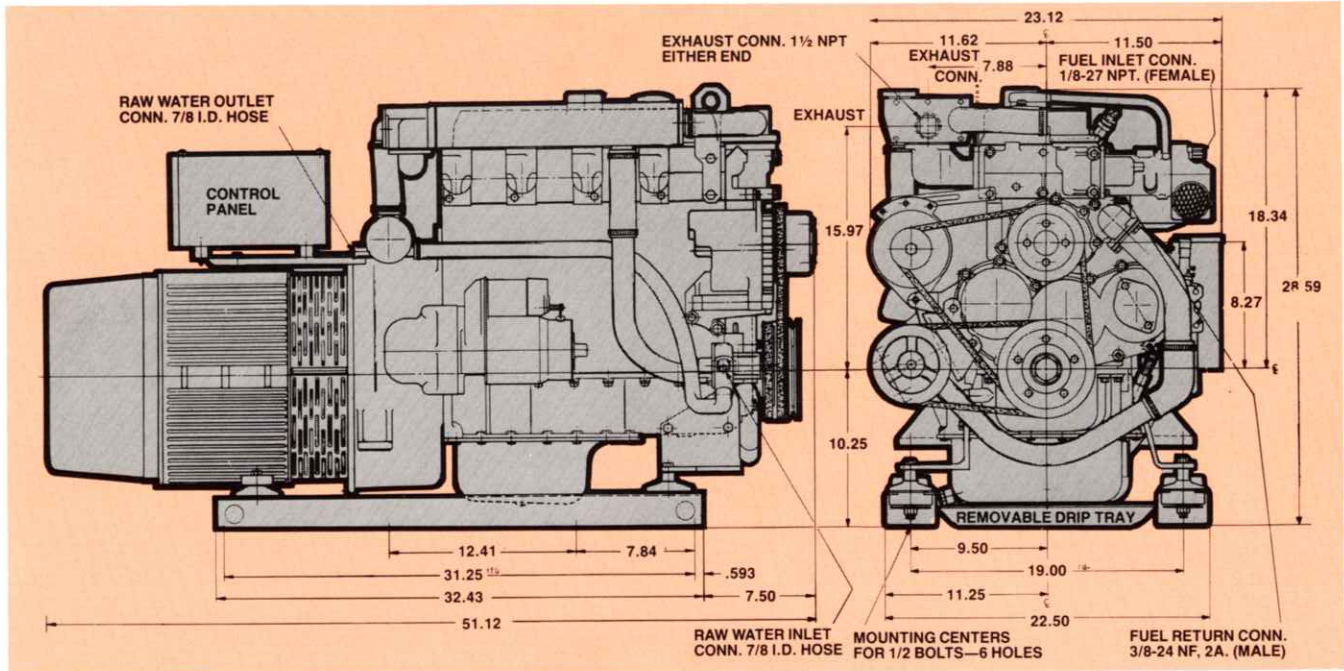 23.12
11.62
11.50
EXHAUST CONN. 1½ NPT
EITHER END
EXHAUST
CONN.
7.88
FUEL INLET CONN.
1/8-27 NPT. (FEMALE)
RAW WATER OUTLET
CONN. 7/8 I.D. HOSE
EXHAUST
CONTROL
PANEL
15.97
18.34
28.59
8.27
10.25
REMOVABLE DRIP TRAY
12.41
7.84
9.50
31.25
.593
19.00
32.43
7.50
11.25
51.12
22.50
RAW WATER INLET
CONN. 7/8 I.D. HOSE
MOUNTING CENTERS
FOR 1/2 BOLTS—6 HOLES
FUEL RETURN CONN.
3/8-24 NF, 2A. (MALE)